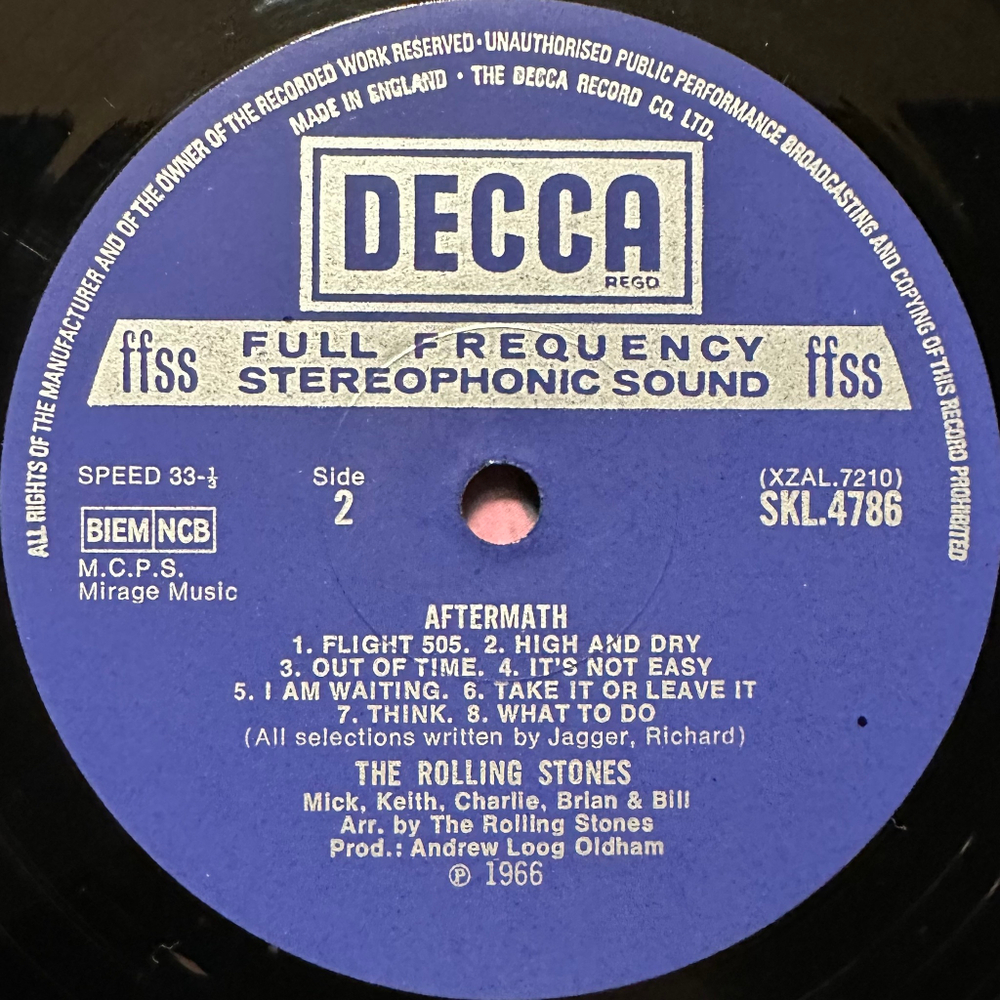 ALL RIGHTS OF THE MANUFACTURER AND OF THE OWNER OF THE RECORDED WORK RESERVED · UNAUTHORISED PUBLIC PERFORMANCE BROADCASTING AND COPYING OF THIS RECORD PROHIBITED
MADE IN ENGLAND · THE DECCA RECORD CO. LTD.
DECCA
REGD.
ffss FULL FREQUENCY ffss
STEREOPHONIC SOUND
SPEED 33-⅓
Side
2
(XZAL.7210)
SKL.4786
BIEM NCB
M.C.P.S.
Mirage Music
AFTERMATH
1. FLIGHT 505. 2. HIGH AND DRY
3. OUT OF TIME. 4. IT'S NOT EASY
5. I AM WAITING. 6. TAKE IT OR LEAVE IT
7. THINK. 8. WHAT TO DO
(All selections written by Jagger, Richard)
THE ROLLING STONES
Mick, Keith, Charlie, Brian & Bill
Arr. by The Rolling Stones
Prod.: Andrew Loog Oldham
℗ 1966